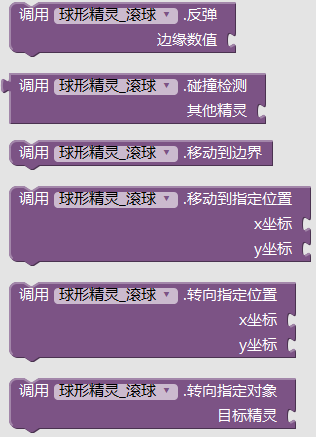 调用 球形精灵_滚球 .反弹
边缘数值
调用 球形精灵_滚球 .碰撞检测
其他精灵
调用 球形精灵_滚球 .移动到边界
调用 球形精灵_滚球 .移动到指定位置
x坐标
y坐标
调用 球形精灵_滚球 .转向指定位置
x坐标
y坐标
调用 球形精灵_滚球 .转向指定对象
目标精灵